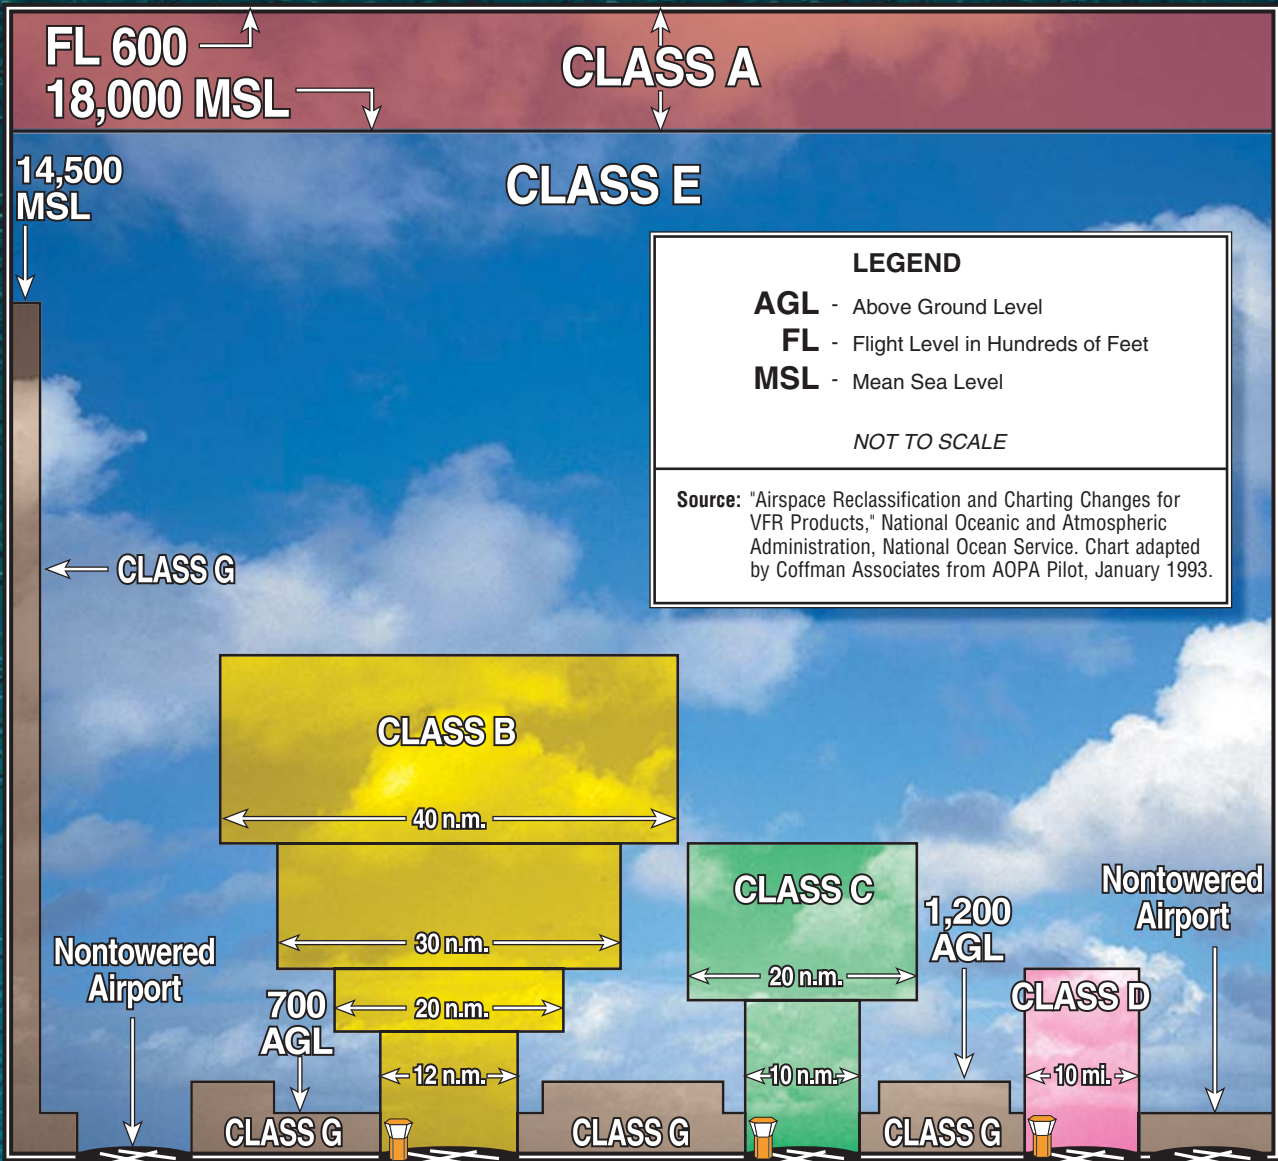 FL 600
18,000 MSL
CLASS A
14,500
MSL
CLASS E
LEGEND
AGL - Above Ground Level
FL - Flight Level in Hundreds of Feet
MSL - Mean Sea Level
NOT TO SCALE
Source: "Airspace Reclassification and Charting Changes for
VFR Products," National Oceanic and Atmospheric
Administration, National Ocean Service. Chart adapted
by Coffman Associates from AOPA Pilot, January 1993.
CLASS G
CLASS B
40 n.m.
30 n.m.
20 n.m.
12 n.m.
CLASS C
20 n.m.
10 n.m.
1,200
AGL
Nontowered
Airport
CLASS D
10 mi.
Nontowered
Airport
700
AGL
CLASS G
CLASS G
CLASS G